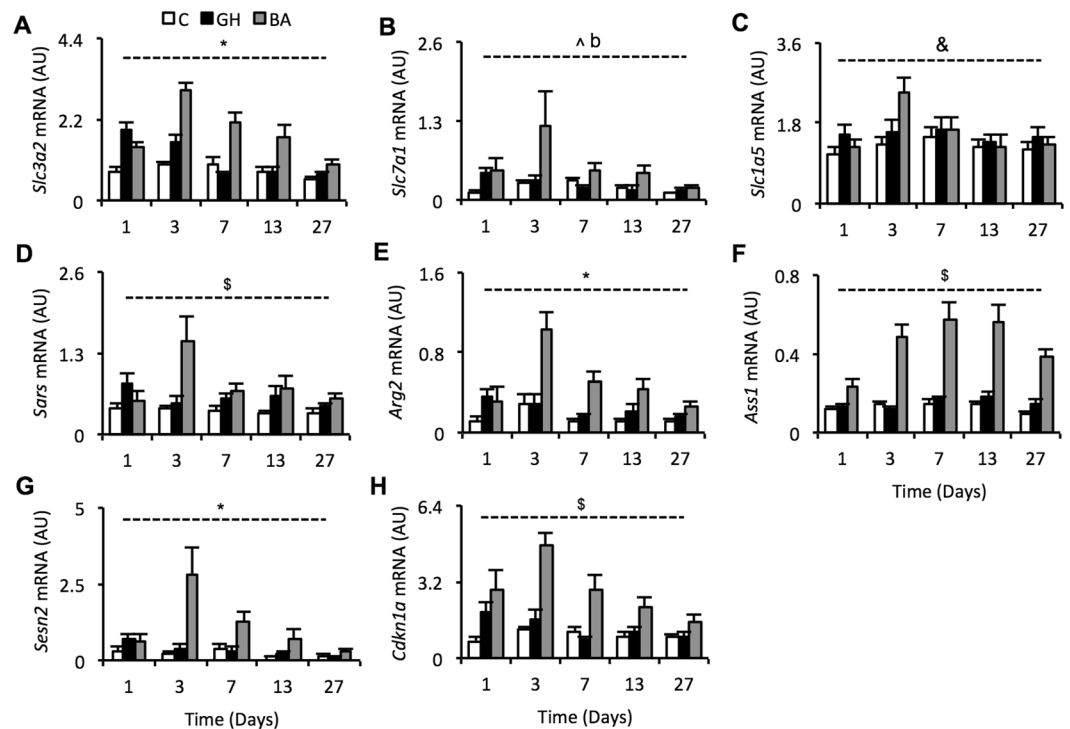 A
C GH BA
Slc3a2 mRNA (AU)
4.4
2.2
0
*
1 3 7 13 27
B
Slc7a1 mRNA (AU)
2.6
1.3
0
^ b
1 3 7 13 27
C
Slc1a5 mRNA (AU)
3.6
1.8
0
&
1 3 7 13 27
D
Sars mRNA (AU)
2.6
1.3
0
$
1 3 7 13 27
E
Arg2 mRNA (AU)
1.6
0.8
0
*
1 3 7 13 27
F
Ass1 mRNA (AU)
0.8
0.4
0
$
1 3 7 13 27
Time (Days)
G
Sesn2 mRNA (AU)
5
2.5
0
*
1 3 7 13 27
Time (Days)
H
Cdkn1a mRNA (AU)
6.4
3.2
0
$
1 3 7 13 27
Time (Days)